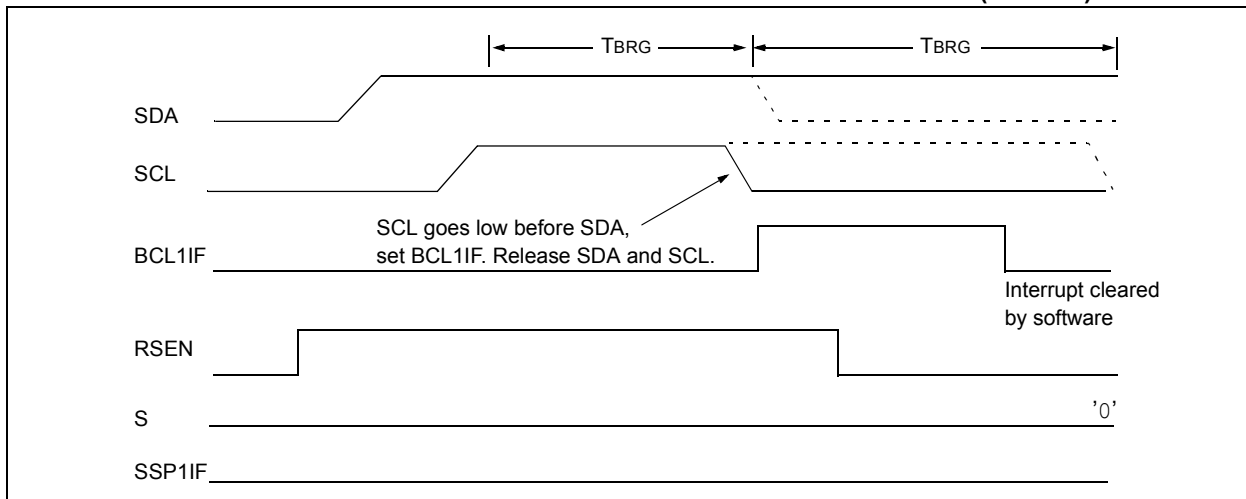 TBRG TBRG
SDA
SCL
SCL goes low before SDA,
set BCL1IF. Release SDA and SCL.
BCL1IF
Interrupt cleared
by software
RSEN
S '0'
SSP1IF